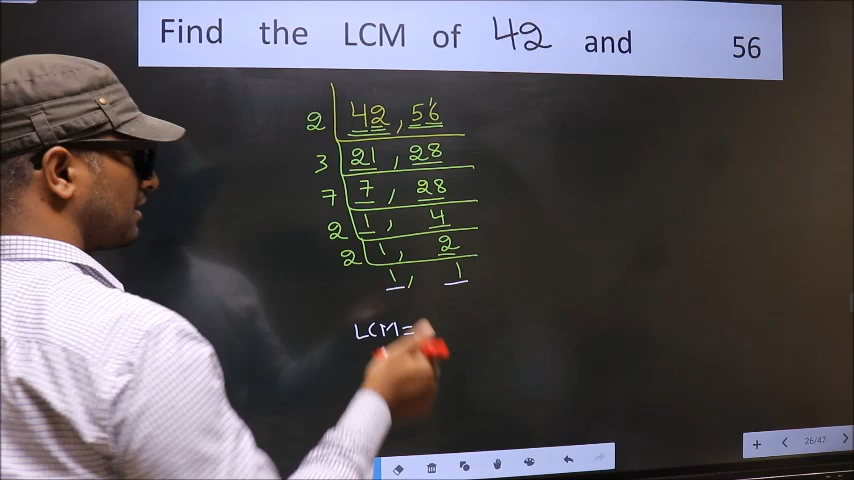 Find the LCM of 42 and 56
2 42, 56
3 21, 28
7 7, 28
2 1, 4
2 1, 2
1, 1
LCM =
+ < 26/47 >